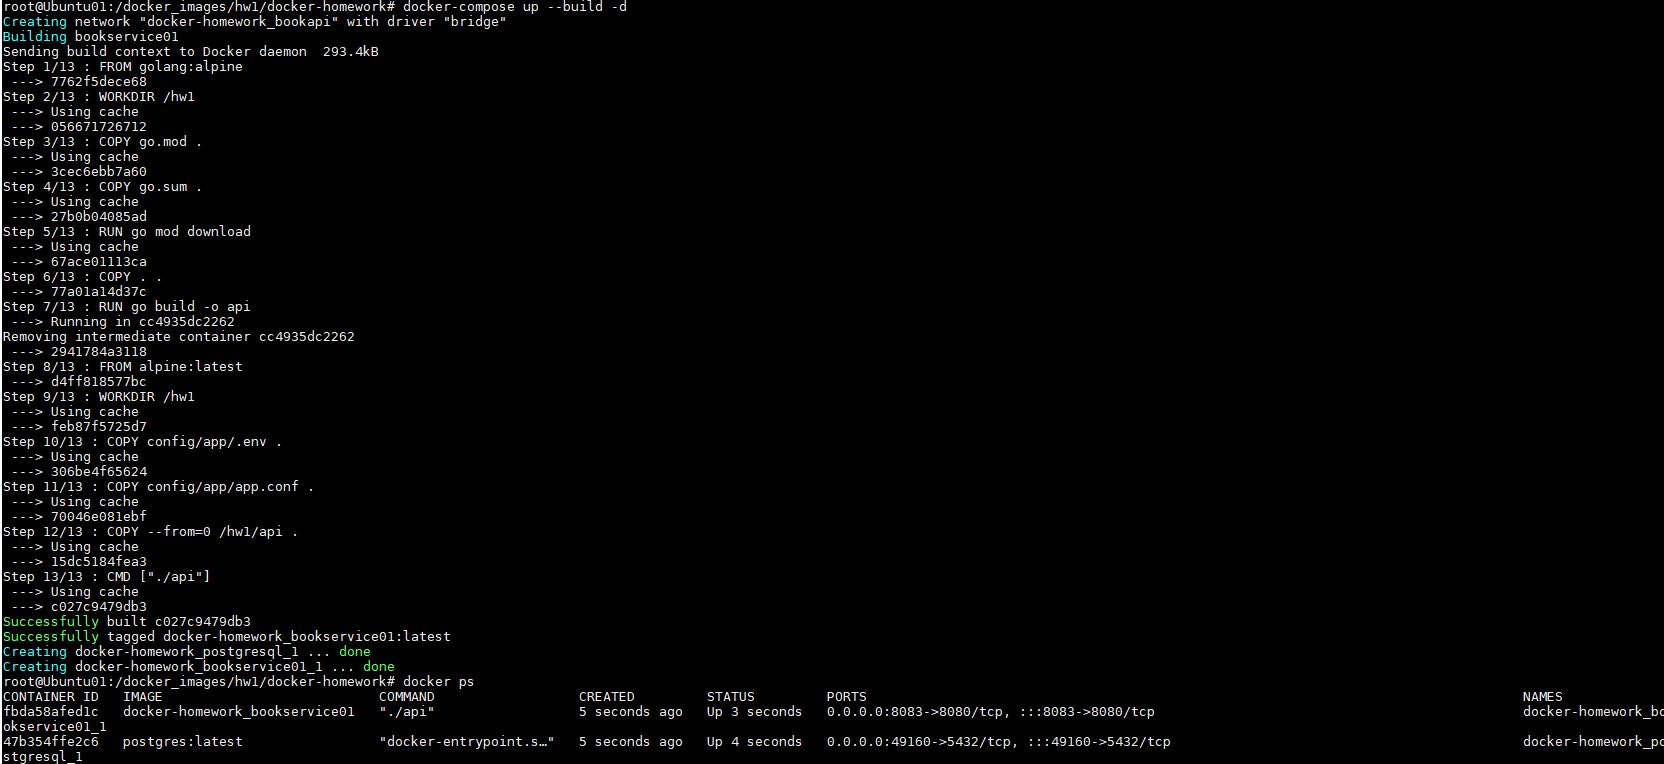 root@Ubuntu01:/docker_images/hw1/docker-homework# docker-compose up --build -d
Creating network "docker-homework_bookapi" with driver "bridge"
Building bookservice01
Sending build context to Docker daemon  293.4kB
Step 1/13 : FROM golang:alpine
 ---> 7762f5dece68
Step 2/13 : WORKDIR /hw1
 ---> Using cache
 ---> 056671726712
Step 3/13 : COPY go.mod .
 ---> Using cache
 ---> 3cec6ebb7a60
Step 4/13 : COPY go.sum .
 ---> Using cache
 ---> 27b0b04085ad
Step 5/13 : RUN go mod download
 ---> Using cache
 ---> 67ace01113ca
Step 6/13 : COPY . .
 ---> 77a01a14d37c
Step 7/13 : RUN go build -o api
 ---> Running in cc4935dc2262
Removing intermediate container cc4935dc2262
 ---> 2941784a3118
Step 8/13 : FROM alpine:latest
 ---> d4ff818577bc
Step 9/13 : WORKDIR /hw1
 ---> Using cache
 ---> feb87f5725d7
Step 10/13 : COPY config/app/.env .
 ---> Using cache
 ---> 306be4f65624
Step 11/13 : COPY config/app/app.conf .
 ---> Using cache
 ---> 70046e081ebf
Step 12/13 : COPY --from=0 /hw1/api .
 ---> Using cache
 ---> 15dc5184fea3
Step 13/13 : CMD ["./api"]
 ---> Using cache
 ---> c027c9479db3
Successfully built c027c9479db3
Successfully tagged docker-homework_bookservice01:latest
Creating docker-homework_postgresql_1 ... done
Creating docker-homework_bookservice01_1 ... done
root@Ubuntu01:/docker_images/hw1/docker-homework# docker ps
CONTAINER ID   IMAGE                           COMMAND                  CREATED         STATUS         PORTS                                         NAMES
fbda58afed1c   docker-homework_bookservice01   "./api"                  5 seconds ago   Up 3 seconds   0.0.0.0:8083->8080/tcp, :::8083->8080/tcp     docker-homework_bo
okservice01_1
47b354ffe2c6   postgres:latest                 "docker-entrypoint.s…"   5 seconds ago   Up 4 seconds   0.0.0.0:49160->5432/tcp, :::49160->5432/tcp   docker-homework_po
stgresql_1